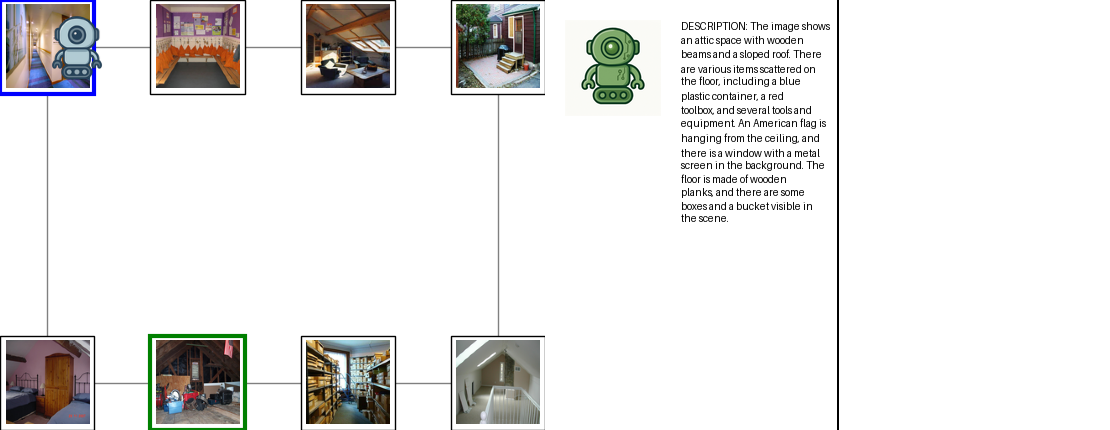 DESCRIPTION: The image shows
an attic space with wooden
beams and a sloped roof. There
are various items scattered on
the floor, including a blue
plastic container, a red
toolbox, and several tools and
equipment. An American flag is
hanging from the ceiling, and
there is a window with a metal
screen in the background. The
floor is made of wooden
planks, and there are some
boxes and a bucket visible in
the scene.